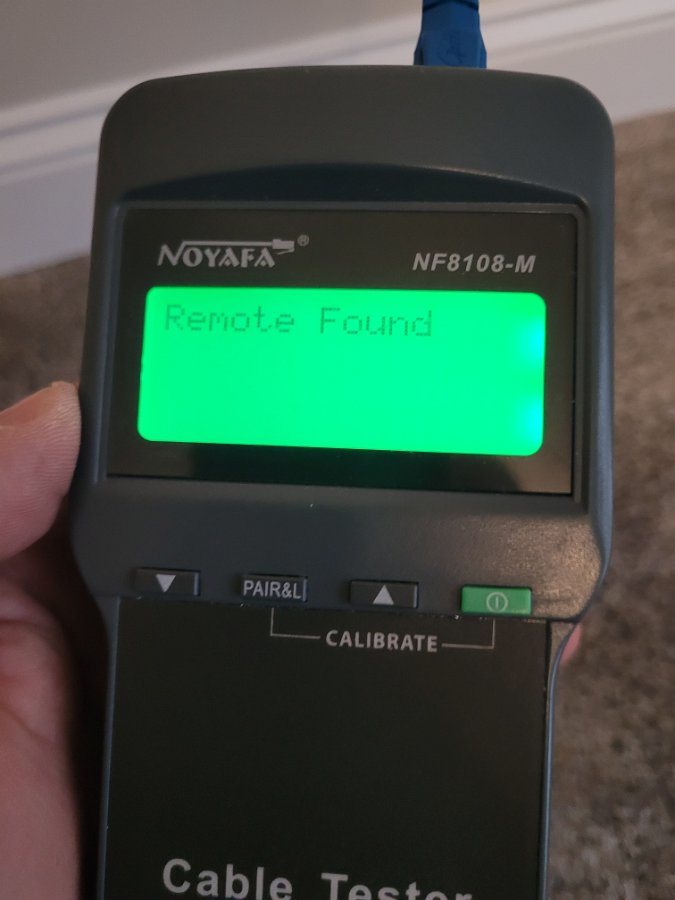 NOYAFA®
NF8108-M
Remote Found
▼ PAIR&L ▲
CALIBRATE
Cable Tester